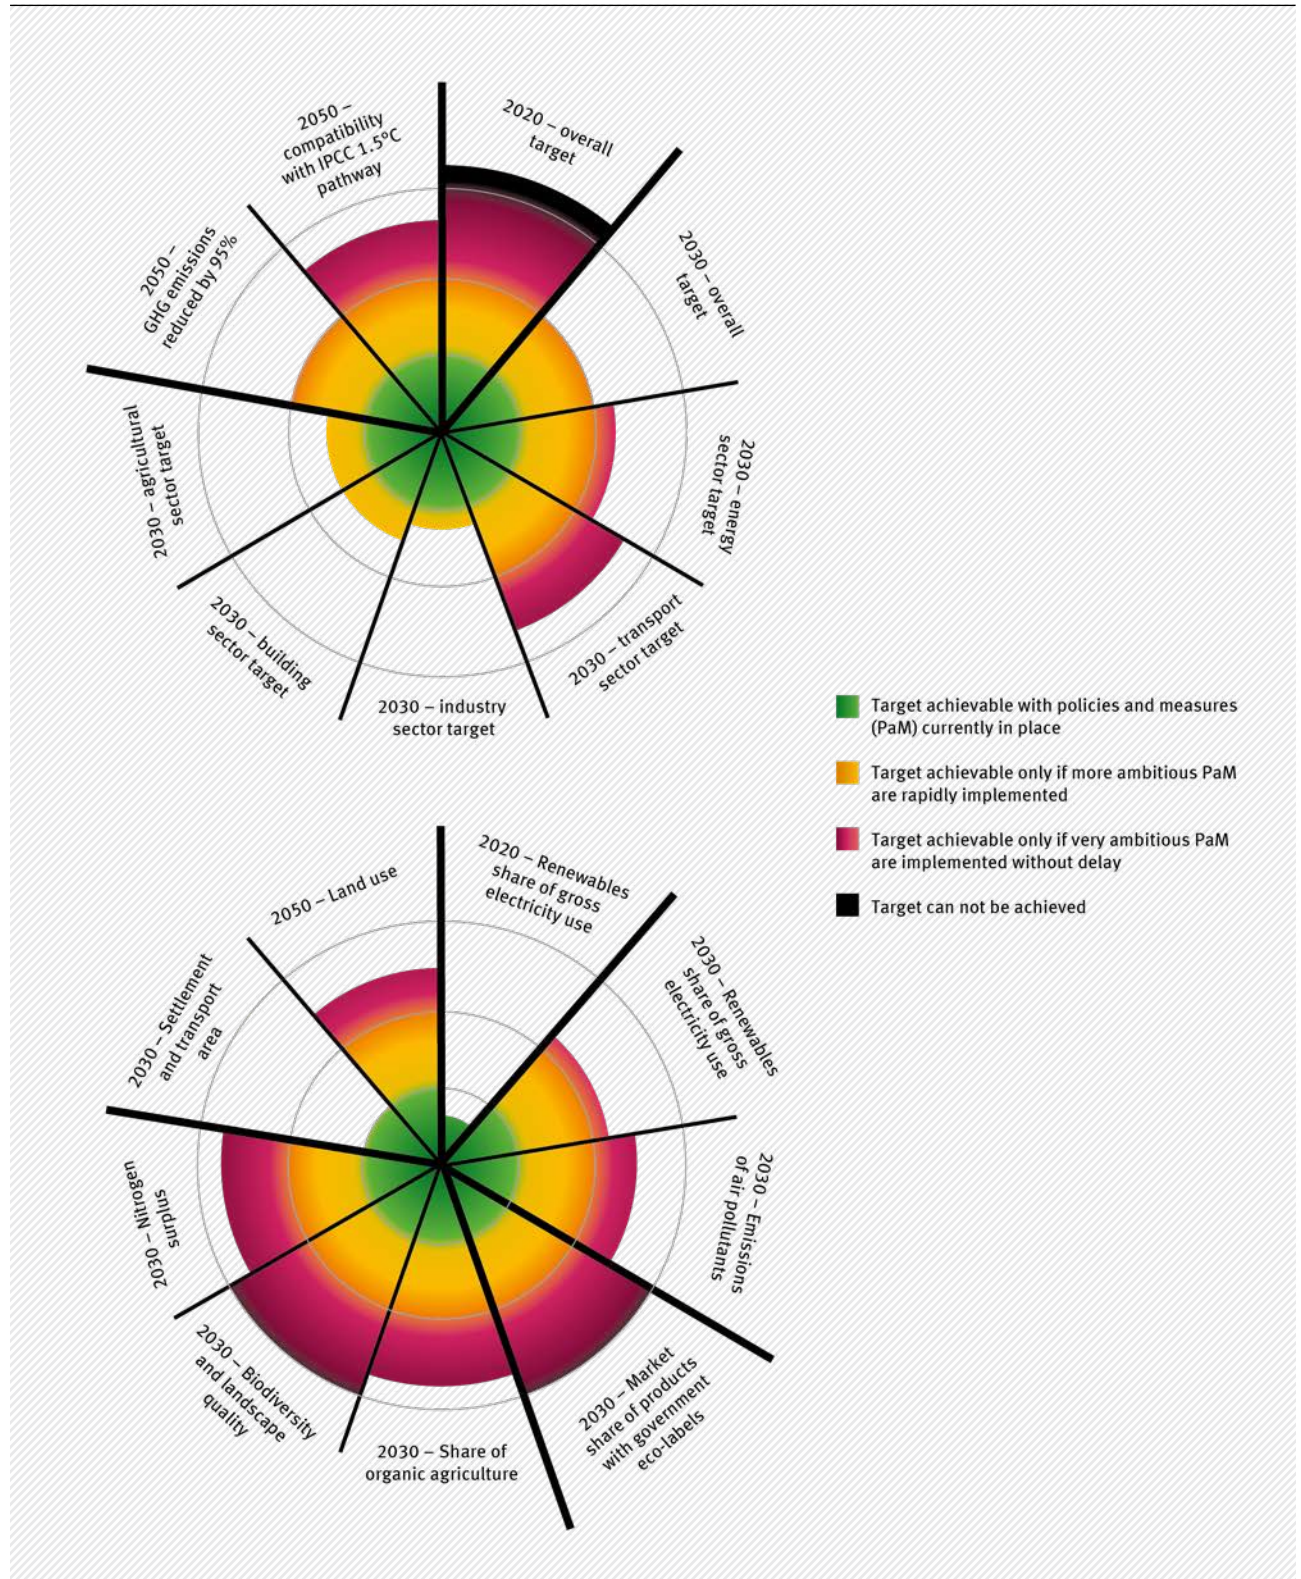 2050 –
compatibility
with IPCC 1.5°C
pathway
2020 – overall
target
2030 – overall
target
2030 – energy
sector target
2030 – transport
sector target
2030 – industry
sector target
2030 – building
sector target
2030 – agricultural
sector target
2050 –
GHG emissions
reduced by 95%
Target achievable with policies and measures
(PaM) currently in place
Target achievable only if more ambitious PaM
are rapidly implemented
Target achievable only if very ambitious PaM
are implemented without delay
Target can not be achieved
2050 – Land use
2020 – Renewables
share of gross
electricity use
2030 – Renewables
share of gross
electricity use
2030 – Emissions
of air pollutants
2030 – Market
share of products
with government
eco-labels
2030 – Share of
organic agriculture
2030 – Biodiversity
and landscape
quality
2030 – Nitrogen
surplus
2030 – Settlement
and transport
area